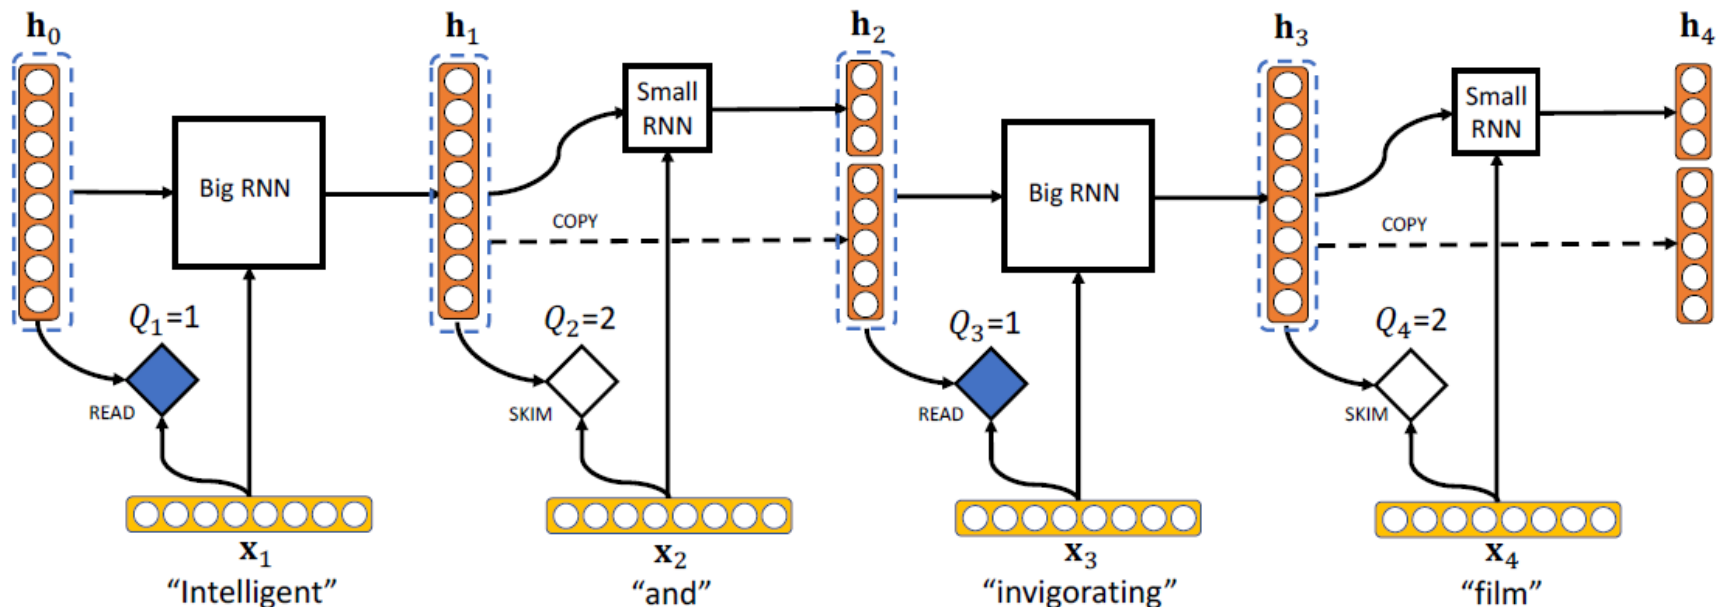 h₀
h₁
h₂
h₃
h₄
Big RNN
Small
RNN
Big RNN
Small
RNN
COPY
COPY
Q₁=1
Q₂=2
Q₃=1
Q₄=2
READ
SKIM
READ
SKIM
x₁
x₂
x₃
x₄
“Intelligent”
“and”
“invigorating”
“film”